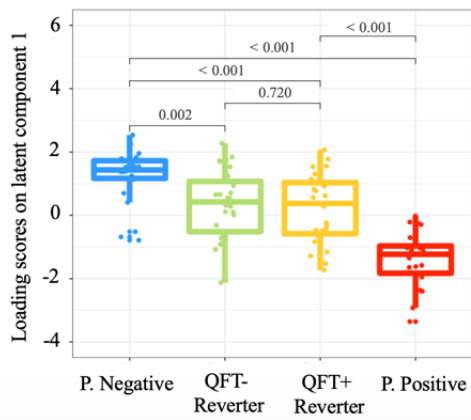 Loading scores on latent component 1
6
4
2
0
-2
-4
< 0.001
< 0.001
< 0.001
0.720
0.002
P. Negative
QFT-
Reverter
QFT+
Reverter
P. Positive